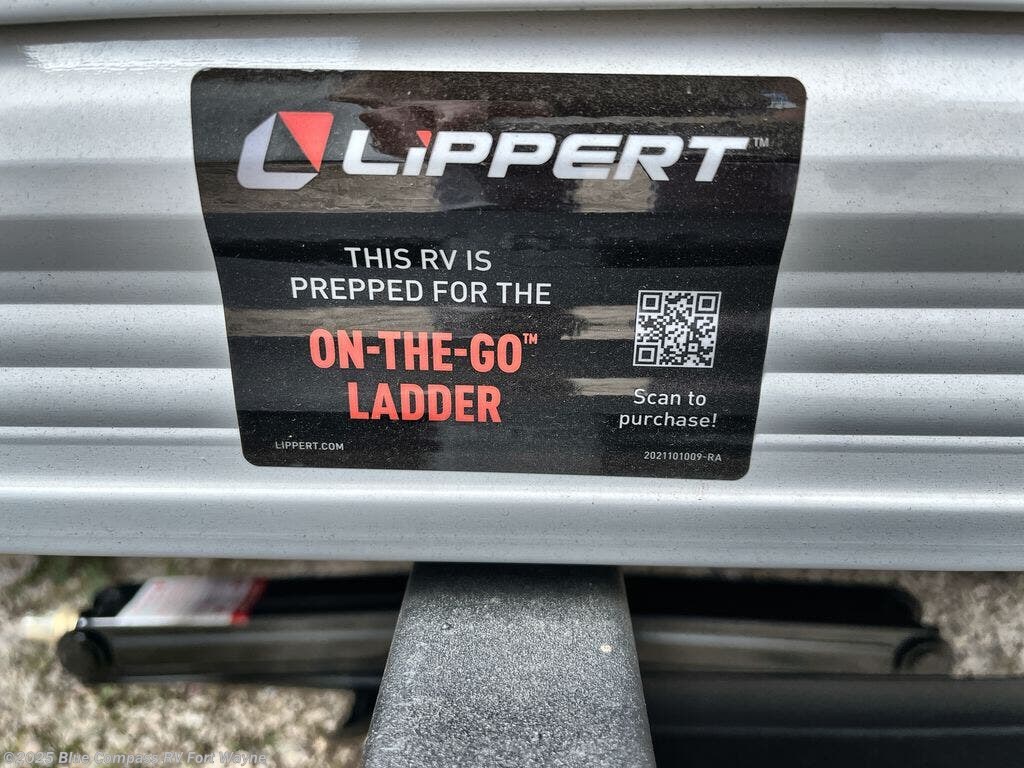 LIPPERT™
THIS RV IS
PREPPED FOR THE
ON-THE-GO™
LADDER
Scan to
purchase!
LIPPERT.COM
2021101009-RA
©2025 Blue Compass RV Fort Wayne